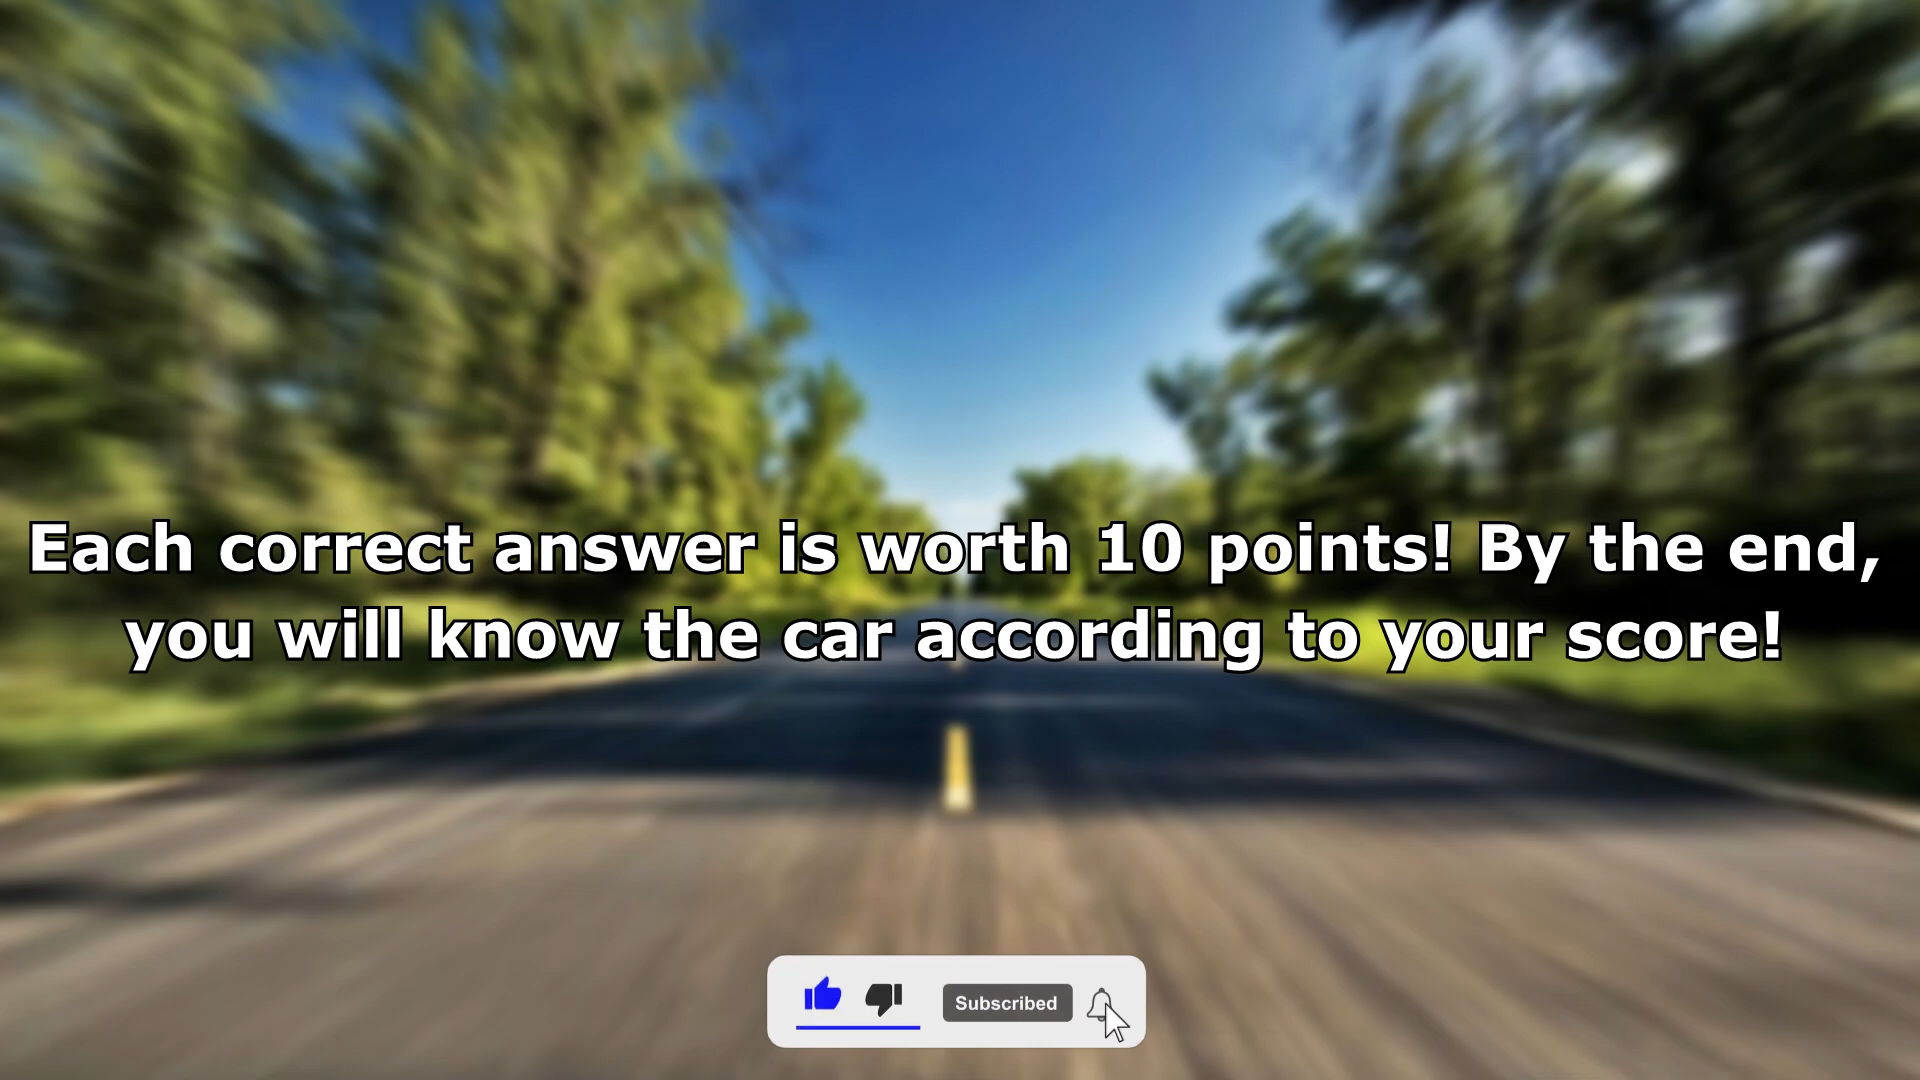 Each correct answer is worth 10 points! By the end,
you will know the car according to your score!
Subscribed